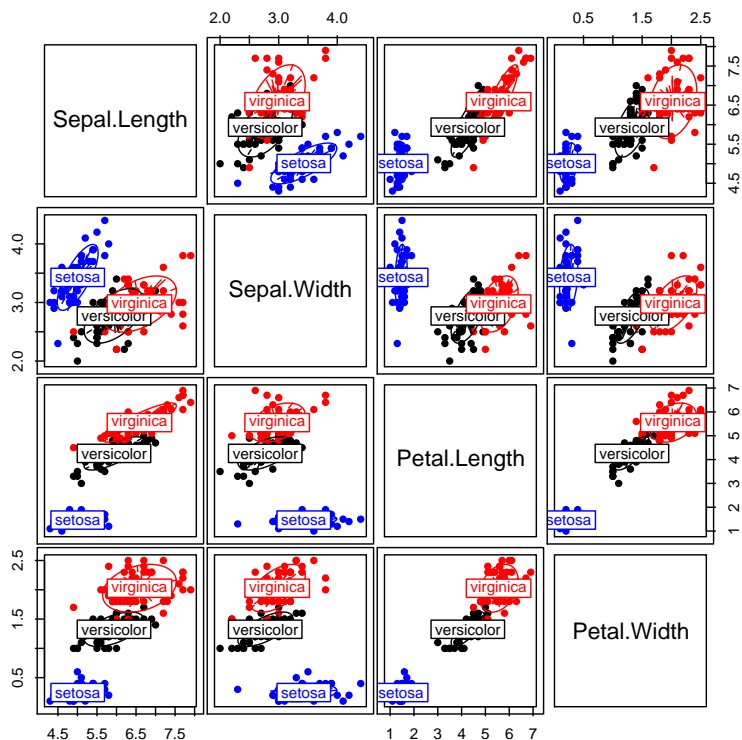 2.0 3.0 4.0
0.5 1.5 2.5
Sepal.Length
virginica
versicolor
setosa
virginica
versicolor
setosa
virginica
versicolor
setosa
4.5 5.5 6.5 7.5
2.0 3.0 4.0
setosa
virginica
versicolor
Sepal.Width
setosa
virginica
versicolor
setosa
virginica
versicolor
virginica
versicolor
setosa
virginica
versicolor
setosa
Petal.Length
virginica
versicolor
setosa
1 2 3 4 5 6 7
0.5 1.5 2.5
virginica
versicolor
setosa
virginica
versicolor
setosa
virginica
versicolor
setosa
Petal.Width
4.5 5.5 6.5 7.5
1 2 3 4 5 6 7